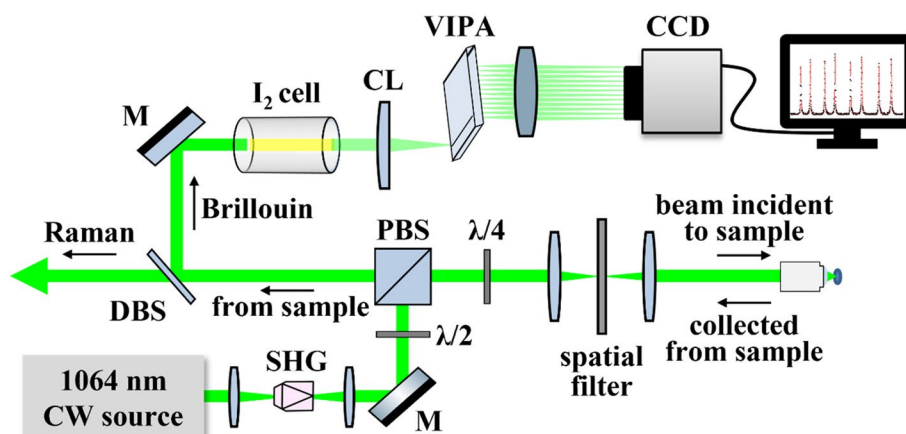 VIPA
CCD
CL
I₂ cell
M
Brillouin
Raman
PBS
λ/4
beam incident
to sample
DBS
from sample
λ/2
collected
from sample
spatial
filter
SHG
1064 nm
CW source
M